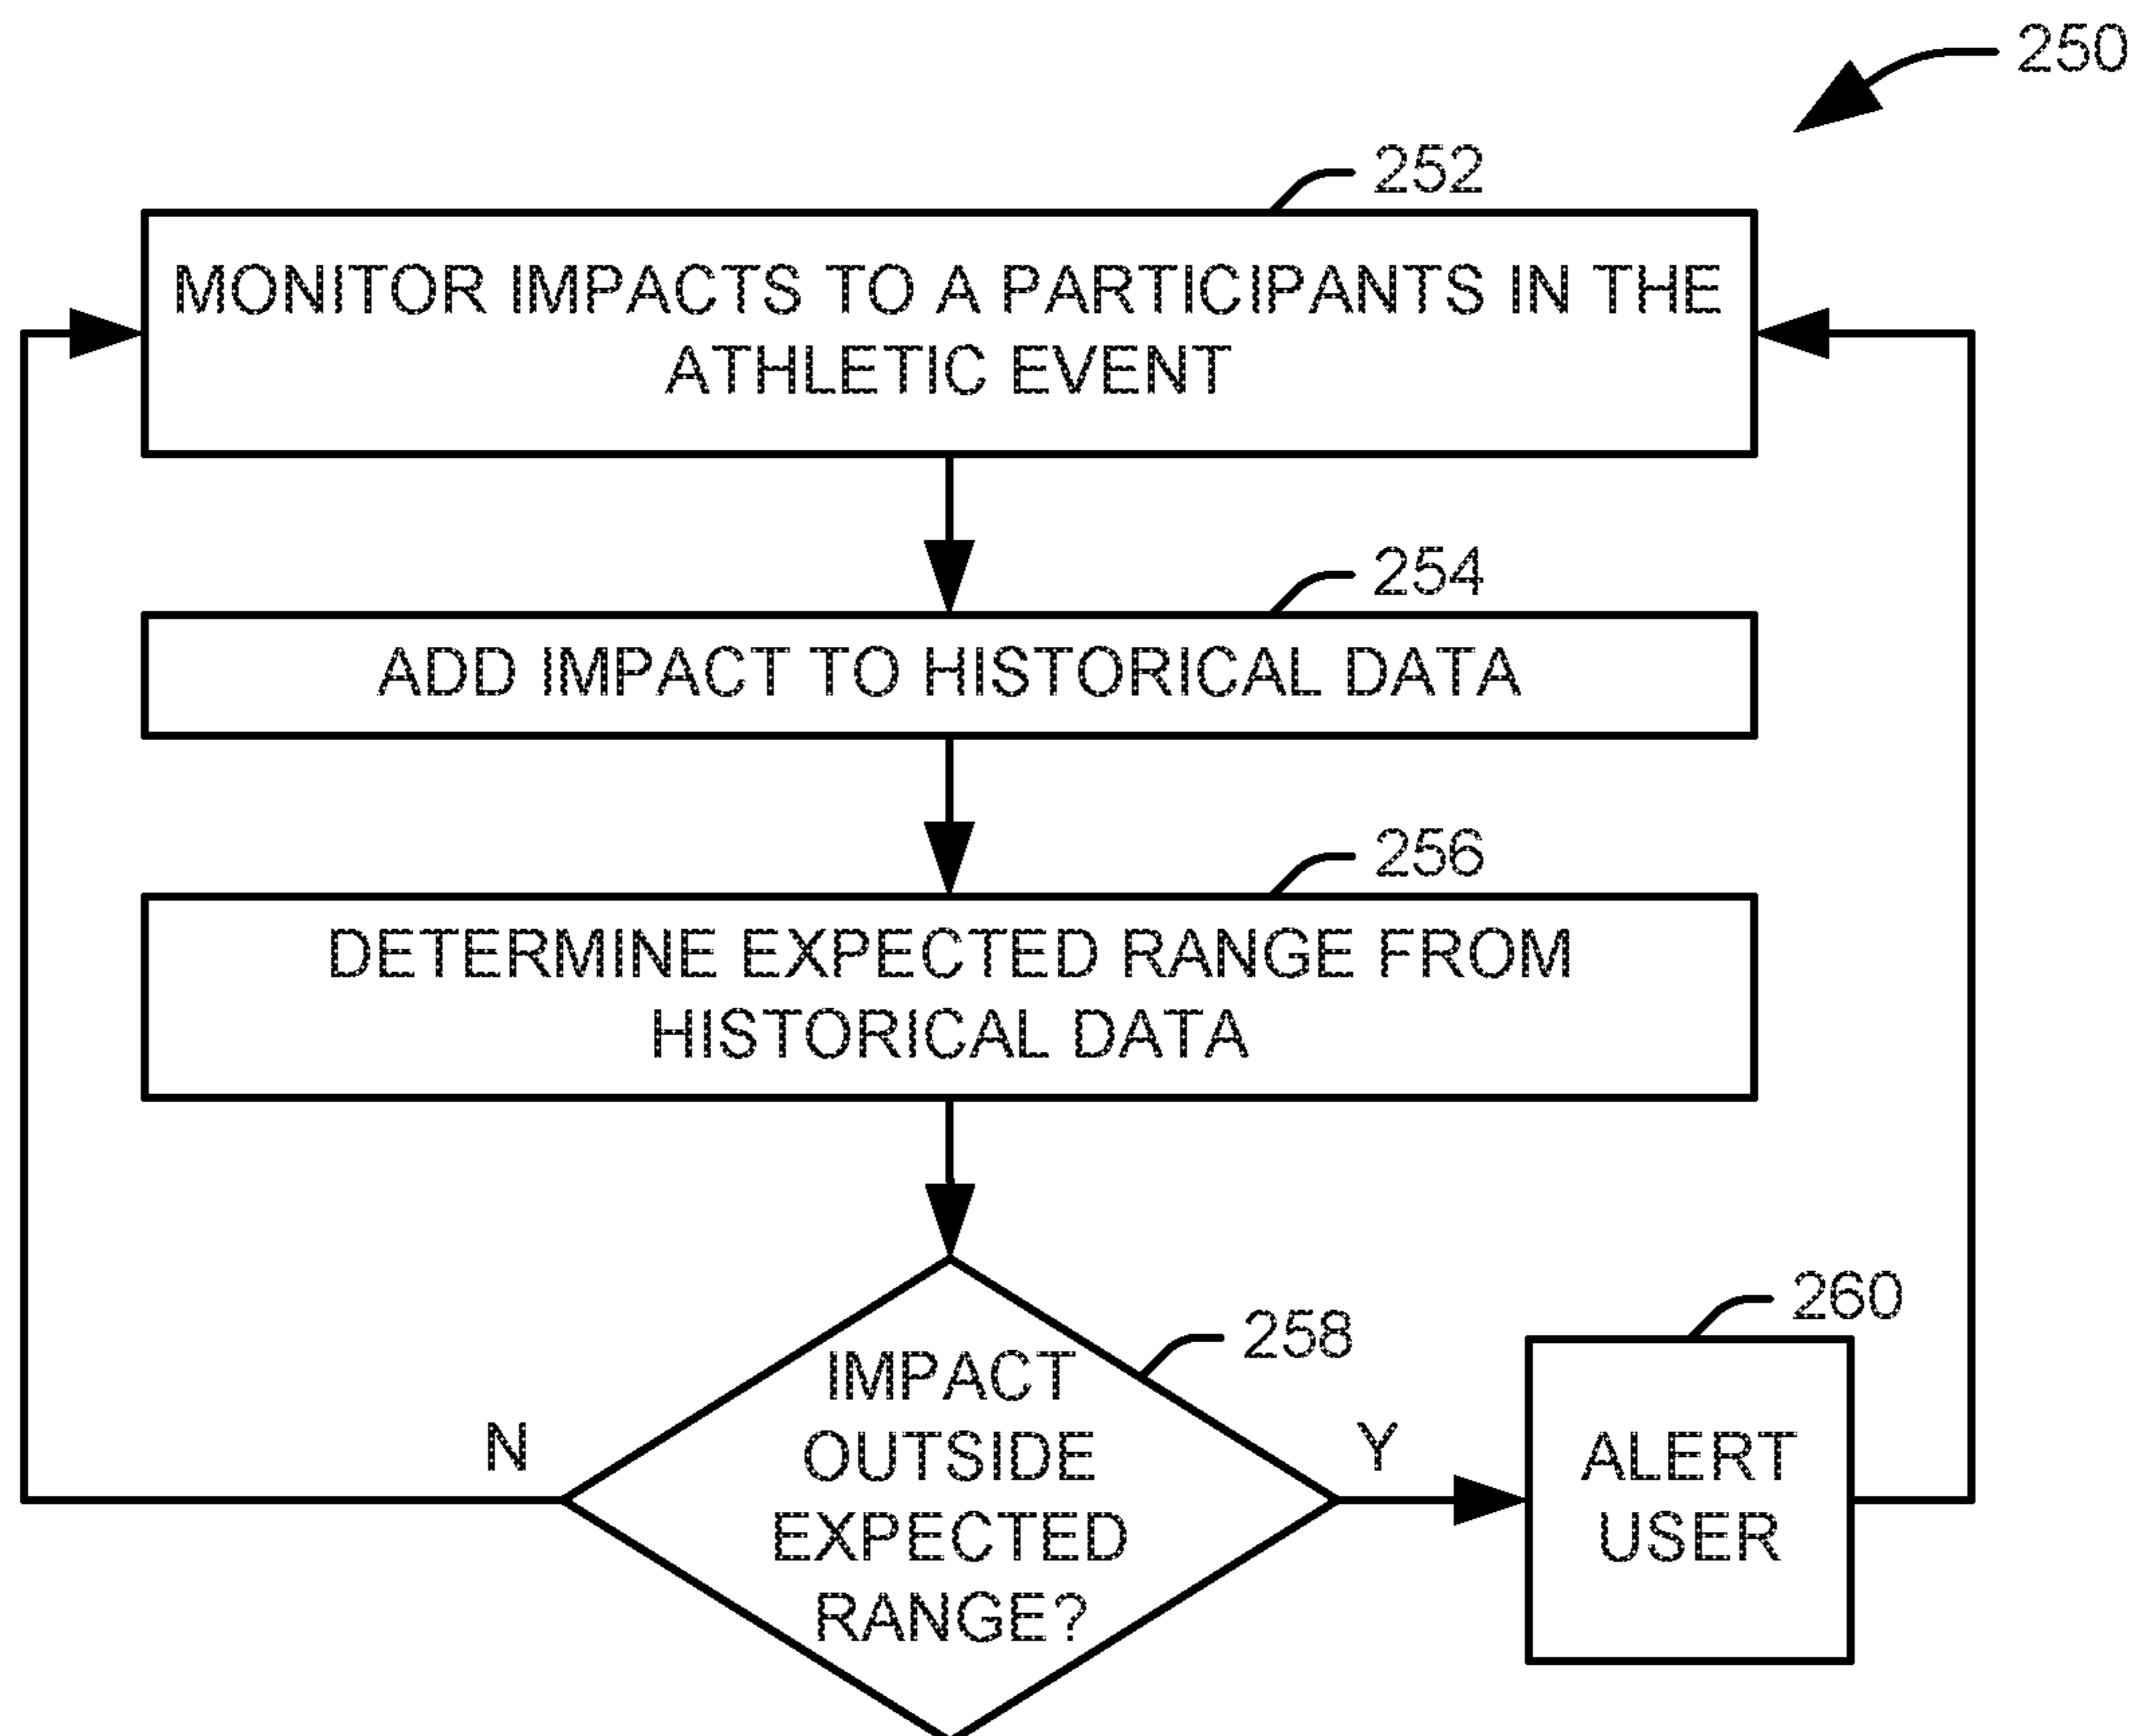 250
252
MONITOR IMPACTS TO A PARTICIPANTS IN THE
ATHLETIC EVENT
254
ADD IMPACT TO HISTORICAL DATA
256
DETERMINE EXPECTED RANGE FROM
HISTORICAL DATA
258
IMPACT
OUTSIDE
EXPECTED
RANGE?
N
Y
260
ALERT
USER